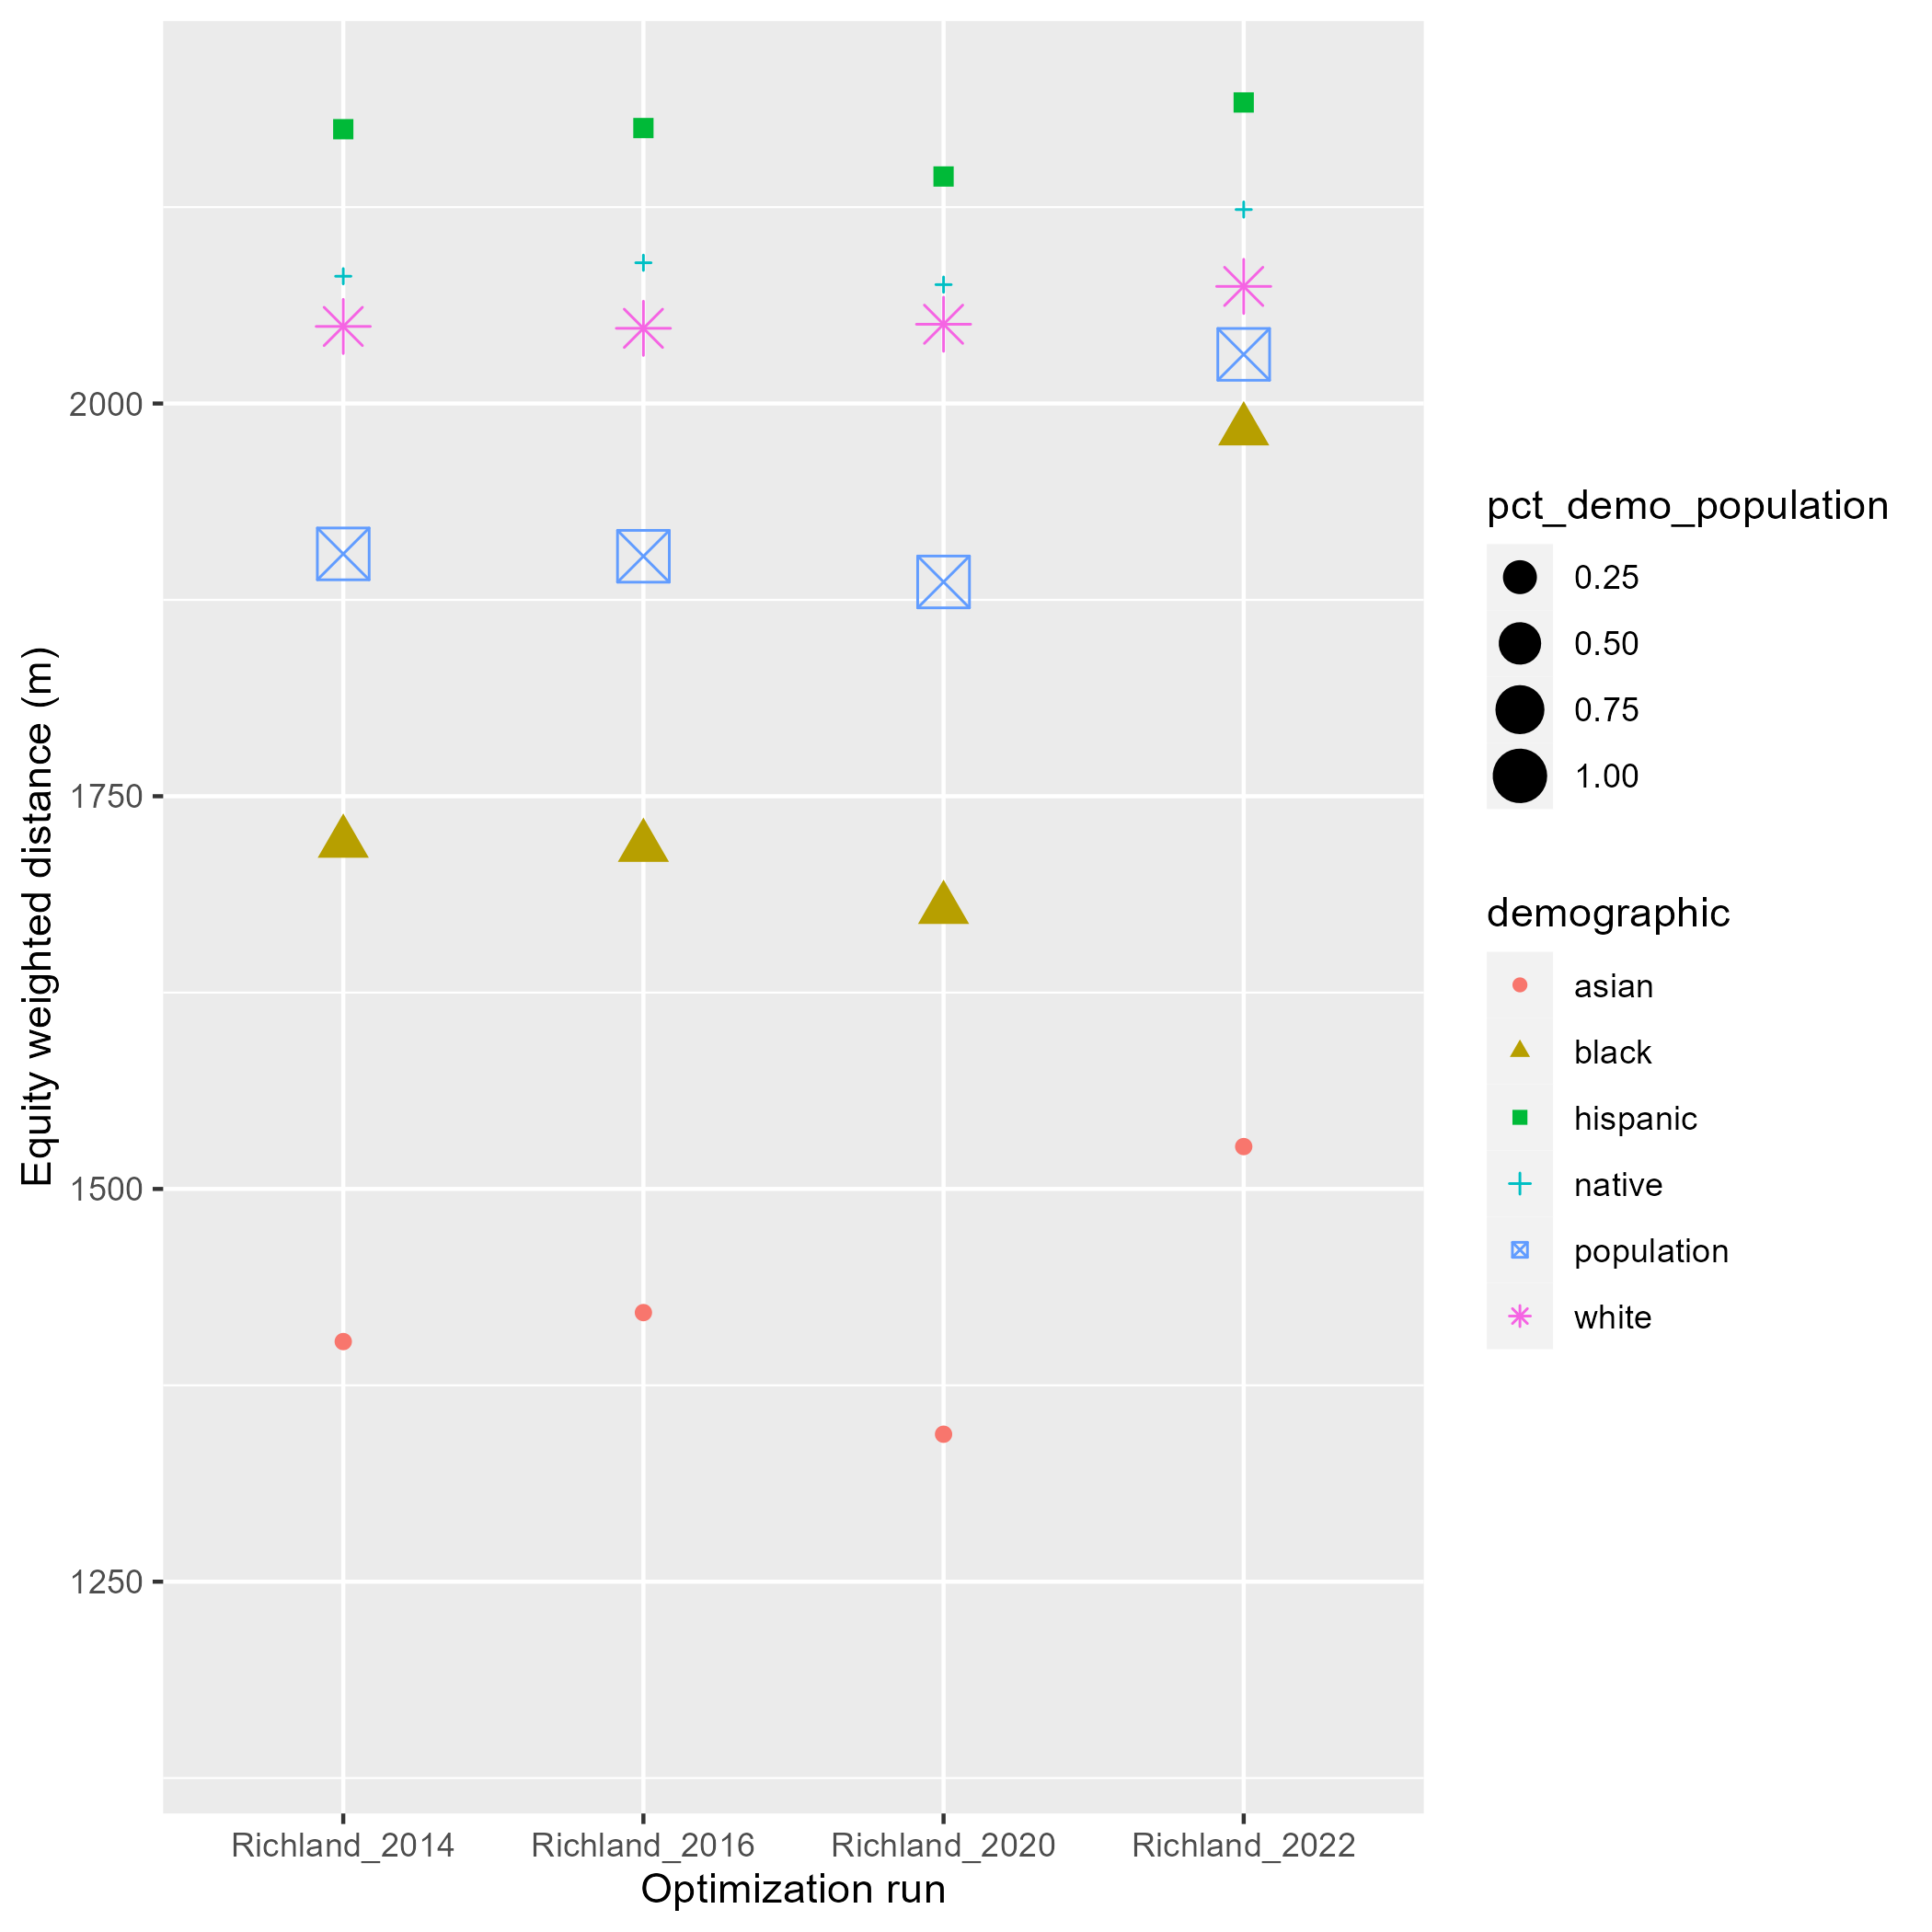 2000
1750
1500
1250
Equity weighted distance (m)
Richland_2014 Richland_2016 Richland_2020 Richland_2022
Optimization run
pct_demo_population
0.25
0.50
0.75
1.00
demographic
asian
black
hispanic
native
population
white